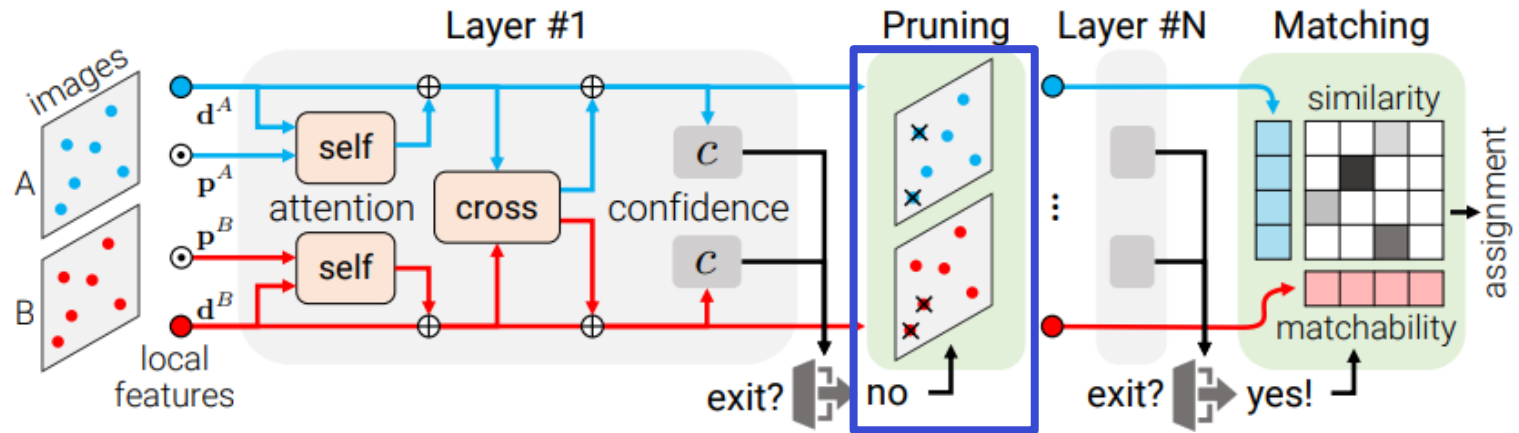 Layer #1
Pruning
Layer #N
Matching
images
A
B
d^A
p^A
p^B
d^B
local
features
self
attention
self
cross
confidence
c
c
exit?
no
...
exit?
yes!
similarity
matchability
assignment